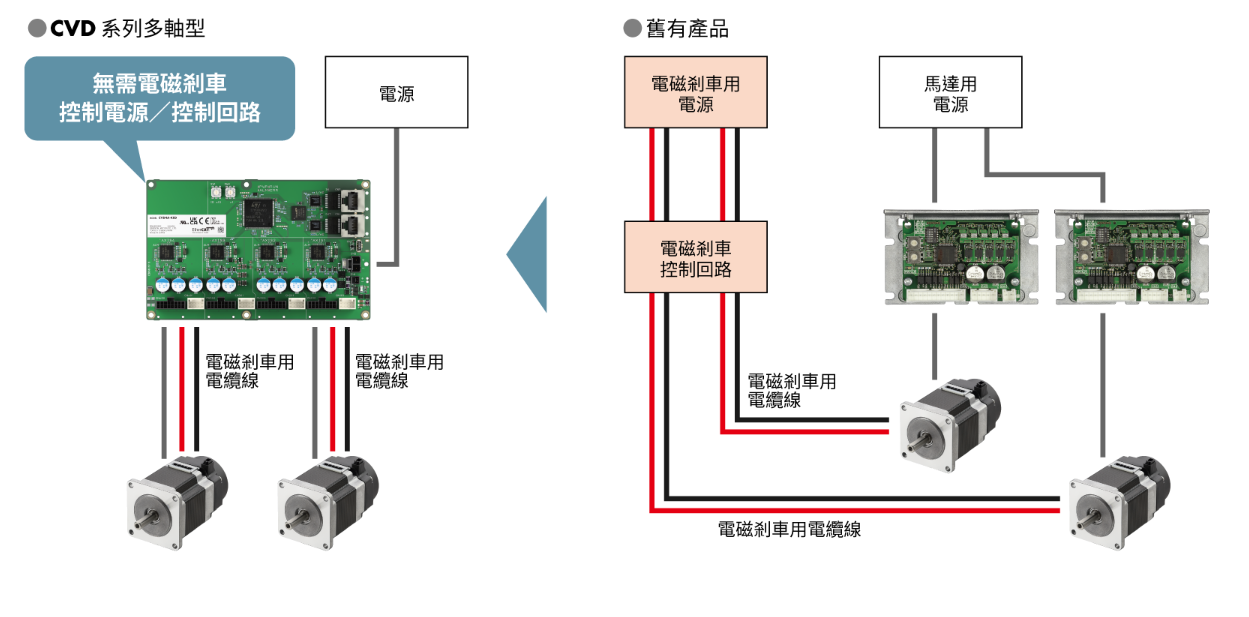 CVD 系列多軸型
無需電磁剎車
控制電源／控制回路
電源
電磁剎車用
電纜線
電磁剎車用
電纜線
舊有產品
電磁剎車用
電源
馬達用
電源
電磁剎車
控制回路
電磁剎車用
電纜線
電磁剎車用電纜線